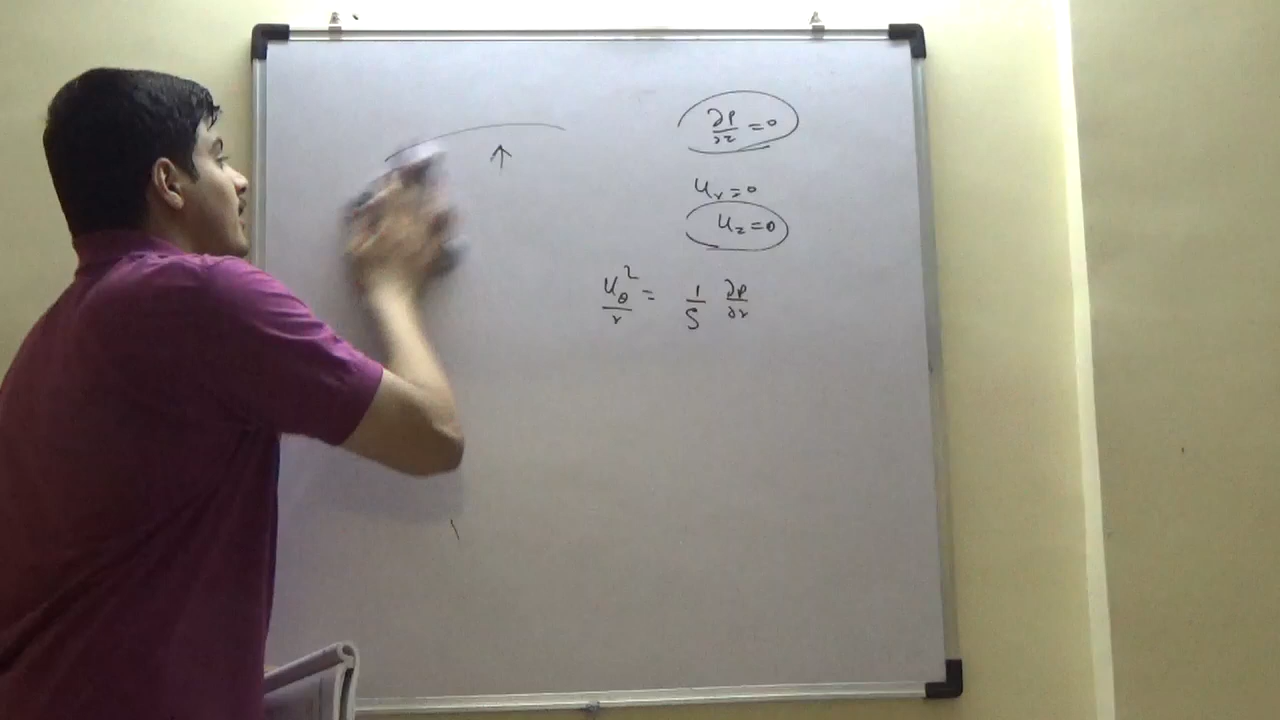 ∂P/∂z = 0
u_r = 0
u_z = 0
u_θ²/r = 1/ρ ∂P/∂r